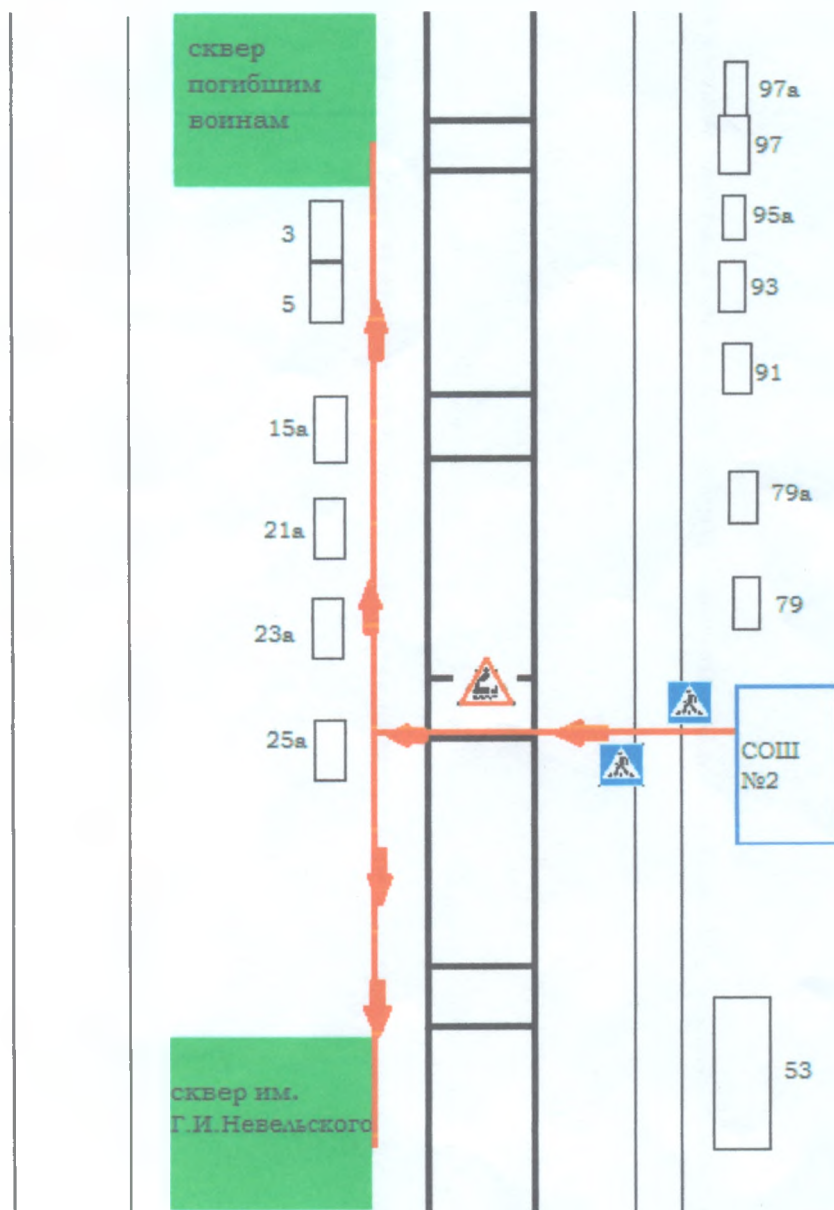 сквер
погибшим
воинам
97а
97
95а
93
91
79а
79
3
5
15а
21а
23а
25а
СОШ
№2
53
сквер им.
Г.И.Невельского